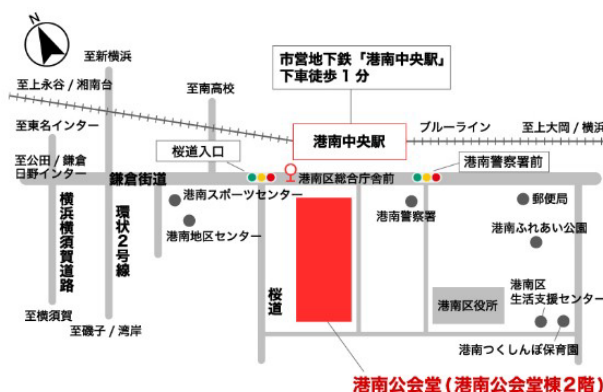 N
至新横浜
至上永谷 / 湘南台
至南高校
市営地下鉄「港南中央駅」
下車徒歩1分
至東名インター
港南中央駅
ブルーライン
至上大岡 / 横浜
至公田 / 鎌倉
日野インター
桜道入口
港南警察署前
鎌倉街道
港南区総合庁舎前
港南スポーツセンター
港南地区センター
港南警察署
郵便局
港南ふれあい公園
横浜横須賀道路
環状2号線
桜道
港南区役所
港南区
生活支援センター
至横須賀
至磯子 / 湾岸
港南つくしんぼ保育園
港南公会堂(港南公会堂棟2階)